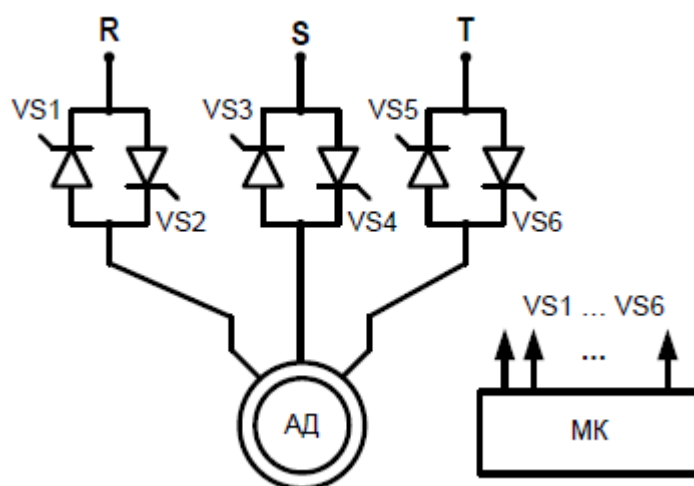 R S T
VS1 VS3 VS5
VS2 VS4 VS6
VS1 ... VS6
...
АД
МК